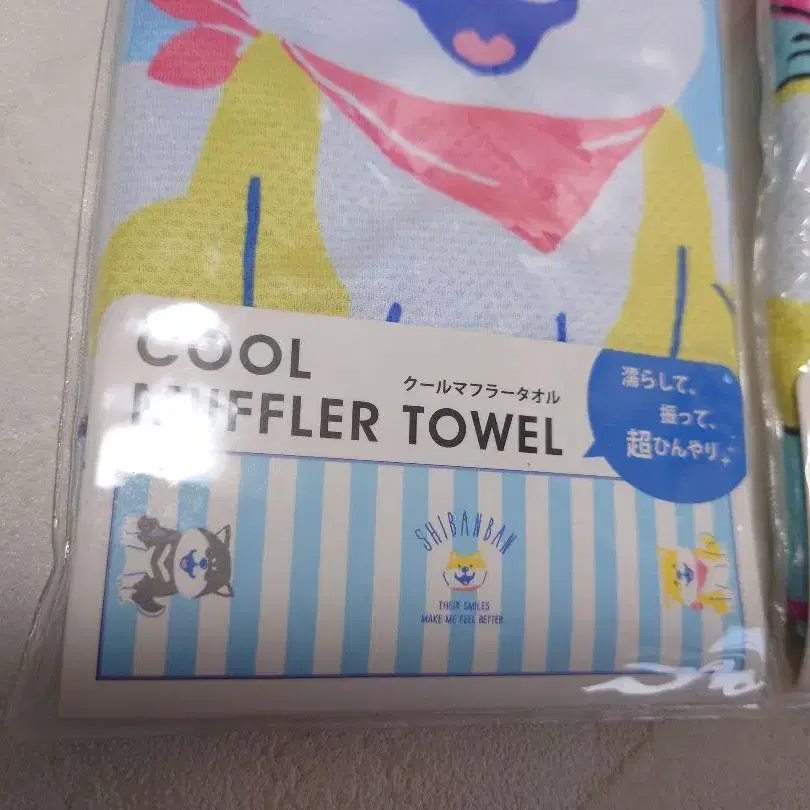 COOL
クールマフラータオル
MUFFLER TOWEL
濡らして、
振って、
超ひんやり
SHIBANBAN
THEIR SMILES
MAKE ME FEEL BETTER.